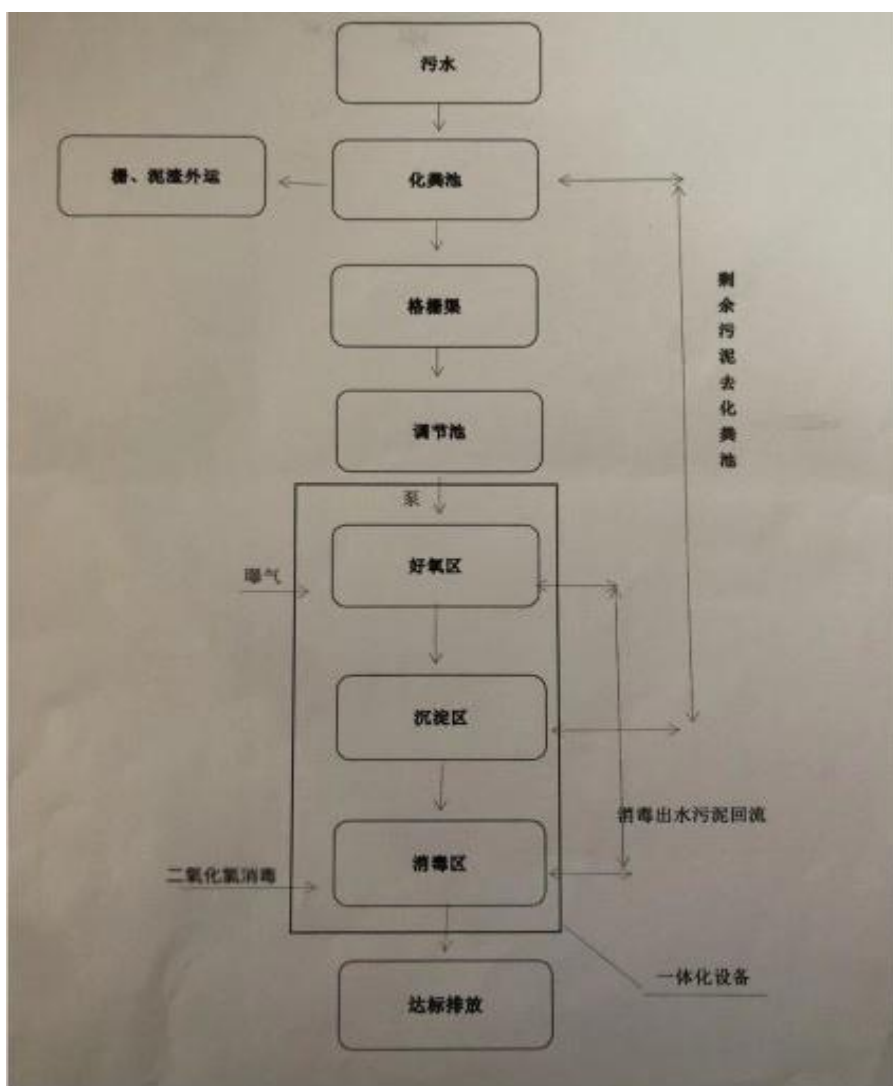 污水
栅、泥渣外运
化粪池
格栅渠
剩余污泥去化粪池
调节池
泵
好氧区
曝气
沉淀区
消毒出水污泥回流
消毒区
二氧化氯消毒
一体化设备
达标排放